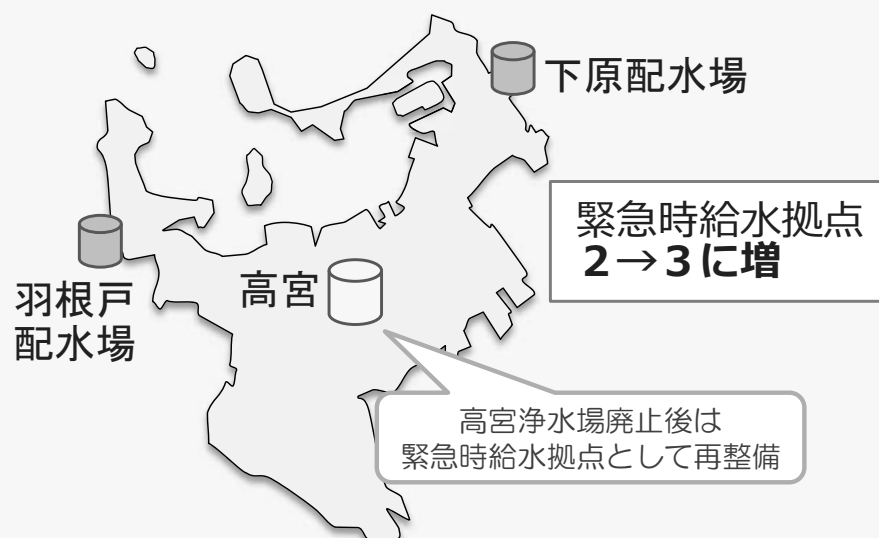 下原配水場
緊急時給水拠点
2→3に増
高宮
羽根戸
配水場
高宮浄水場廃止後は
緊急時給水拠点として再整備